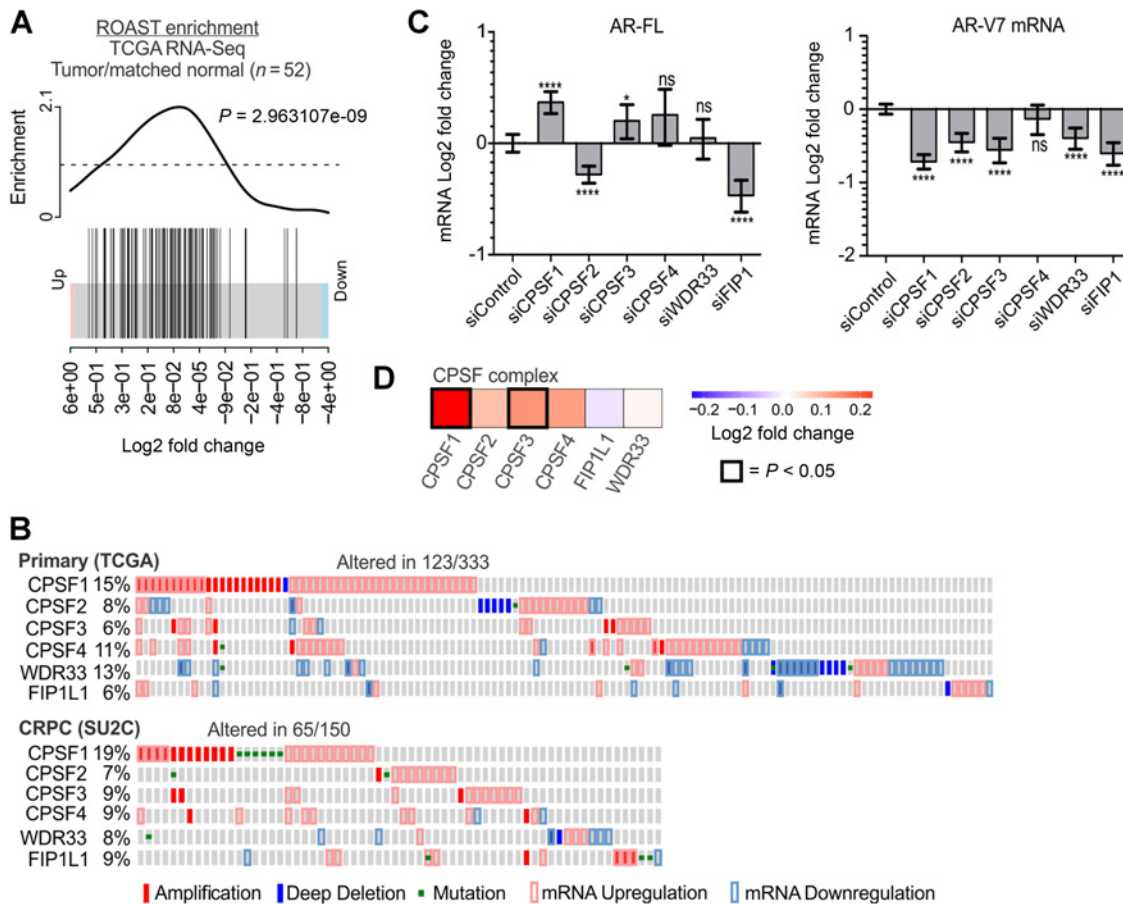 A
ROAST enrichment
TCGA RNA-Seq
Tumor/matched normal (n = 52)
P = 2.963107e-09
Enrichment
2.1
0
Up
Down
6e+00
5e-01
3e-01
2e-01
8e-02
4e-05
-9e-02
-2e-01
-8e-01
-4e+00
Log2 fold change
C
AR-FL
mRNA Log2 fold change
1
0
-1
****
****
*
ns
ns
****
siControl
siCPSF1
siCPSF2
siCPSF3
siCPSF4
siWDR33
siFIP1
AR-V7 mRNA
mRNA Log2 fold change
1
0
-1
-2
****
****
****
ns
****
****
siControl
siCPSF1
siCPSF2
siCPSF3
siCPSF4
siWDR33
siFIP1
D
CPSF complex
CPSF1
CPSF2
CPSF3
CPSF4
FIP1L1
WDR33
-0.2 -0.1 0.0 0.1 0.2
Log2 fold change
= P < 0.05
B
Primary (TCGA)
Altered in 123/333
CPSF1 15%
CPSF2 8%
CPSF3 6%
CPSF4 11%
WDR33 13%
FIP1L1 6%
CRPC (SU2C)
Altered in 65/150
CPSF1 19%
CPSF2 7%
CPSF3 9%
CPSF4 9%
WDR33 8%
FIP1L1 9%
Amplification Deep Deletion Mutation mRNA Upregulation mRNA Downregulation